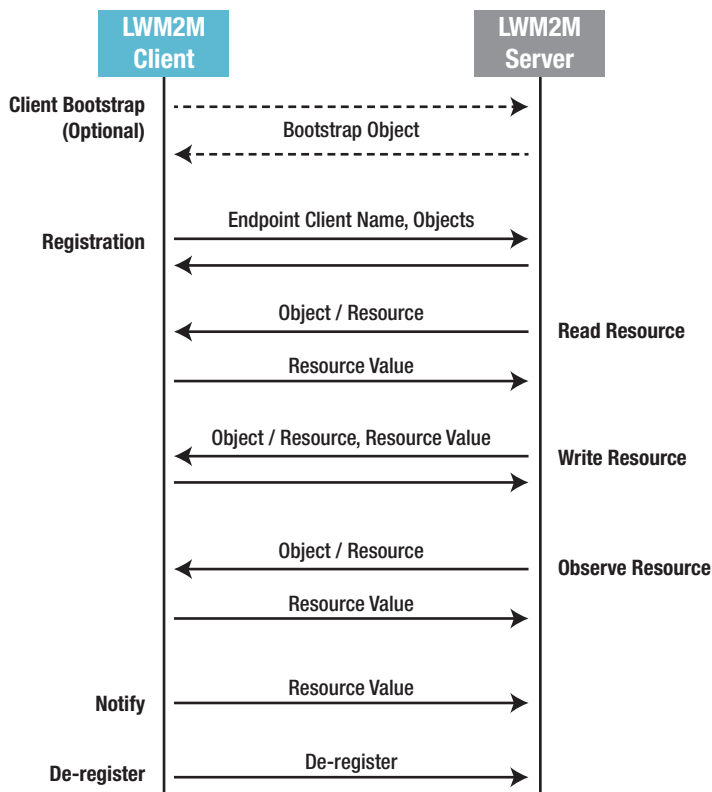 LWM2M
Client
LWM2M
Server
Client Bootstrap
(Optional)
Bootstrap Object
Endpoint Client Name, Objects
Registration
Object / Resource
Read Resource
Resource Value
Object / Resource, Resource Value
Write Resource
Object / Resource
Observe Resource
Resource Value
Resource Value
Notify
De-register
De-register